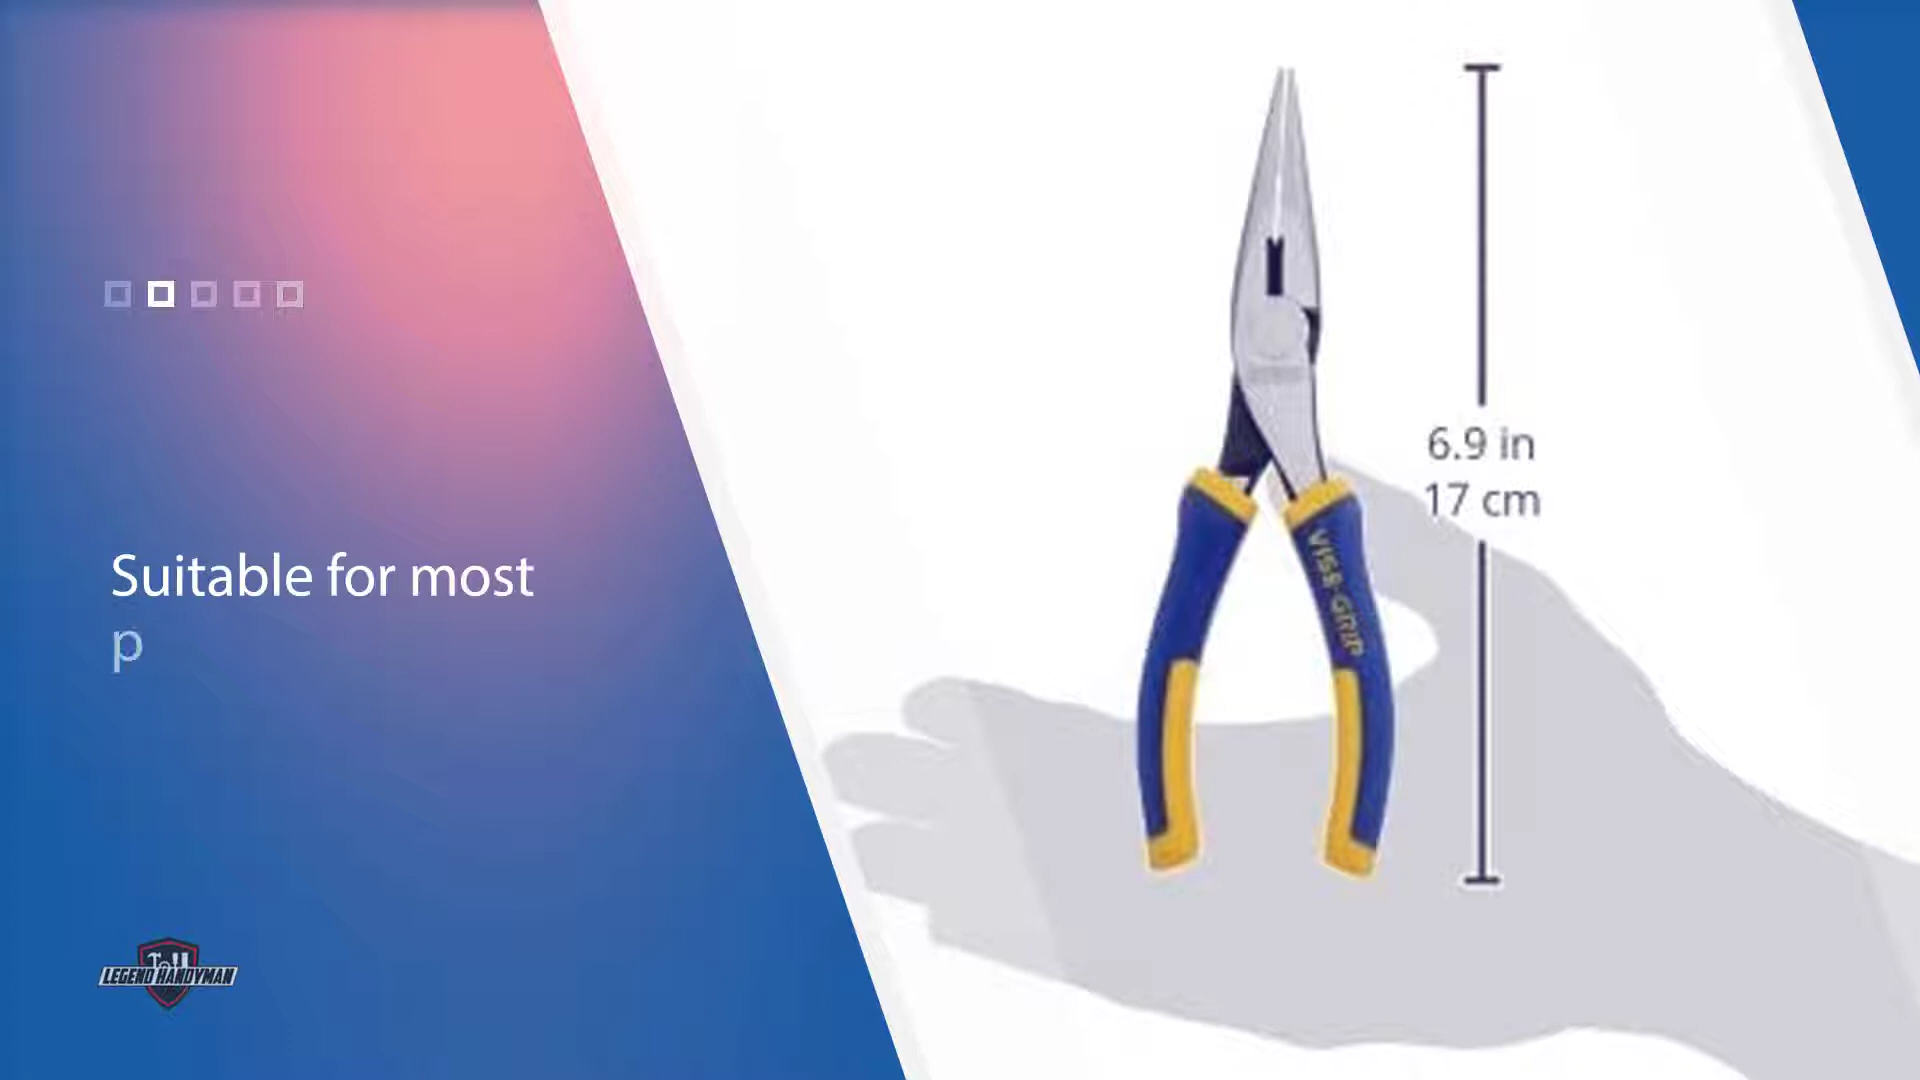 Suitable for most
p
6.9 in
17 cm
VISE-GRIP
LEGEND HANDYMAN